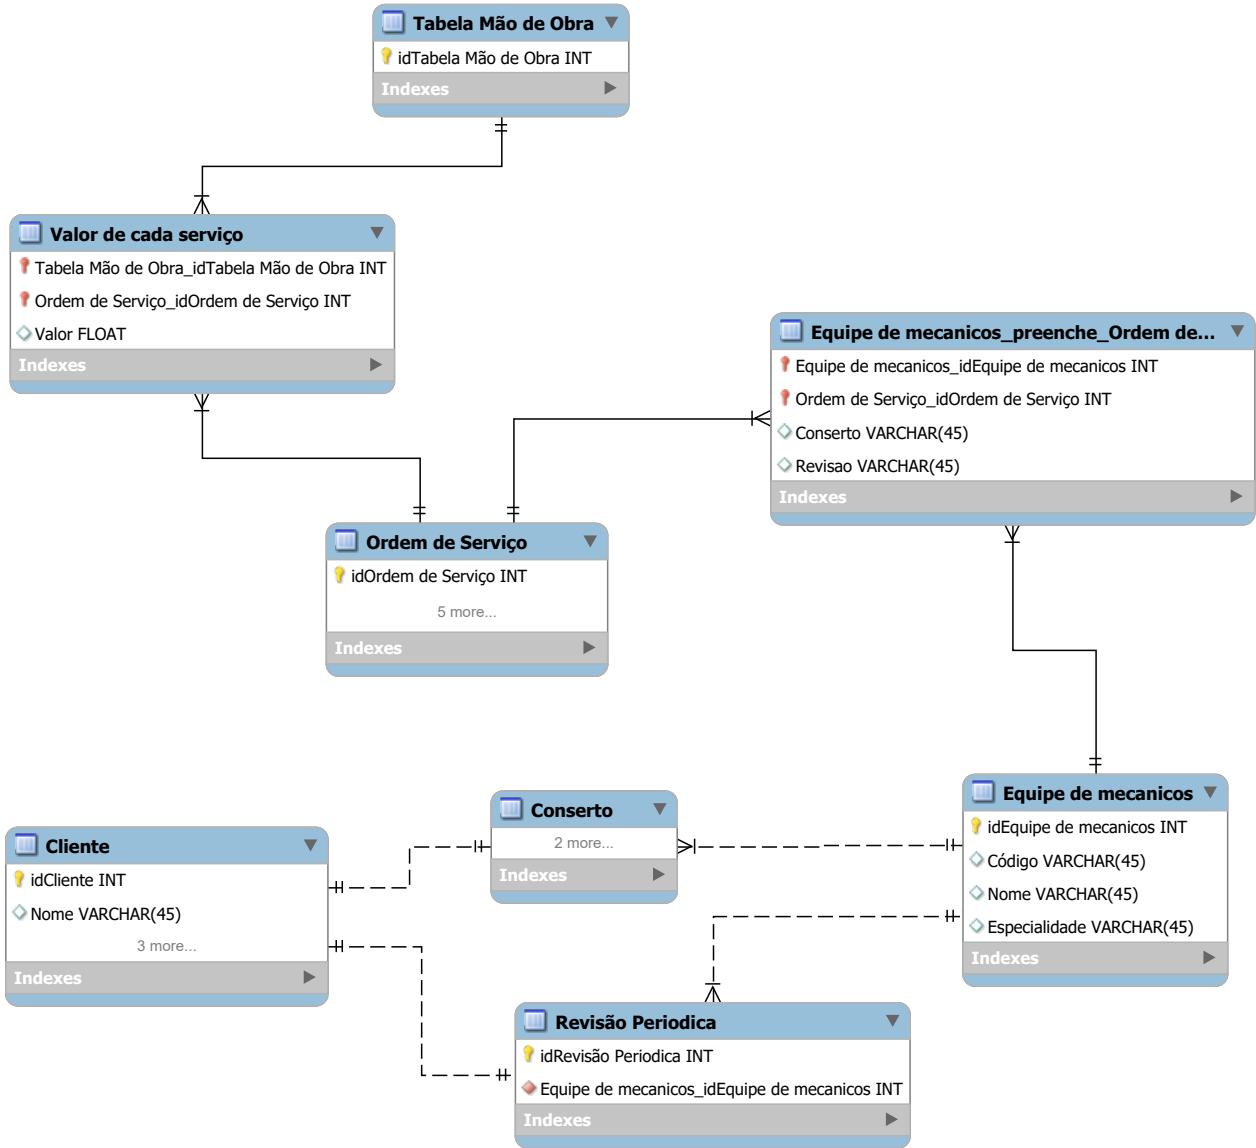 Tabela Mão de Obra
idTabela Mão de Obra INT
Indexes
Valor de cada serviço
Tabela Mão de Obra_idTabela Mão de Obra INT
Ordem de Serviço_idOrdem de Serviço INT
Valor FLOAT
Indexes
Equipe de mecanicos_preenche_Ordem de...
Equipe de mecanicos_idEquipe de mecanicos INT
Ordem de Serviço_idOrdem de Serviço INT
Conserto VARCHAR(45)
Revisao VARCHAR(45)
Indexes
Ordem de Serviço
idOrdem de Serviço INT
5 more...
Indexes
Conserto
2 more...
Indexes
Equipe de mecanicos
idEquipe de mecanicos INT
Código VARCHAR(45)
Nome VARCHAR(45)
Especialidade VARCHAR(45)
Indexes
Cliente
idCliente INT
Nome VARCHAR(45)
3 more...
Indexes
Revisão Periodica
idRevisão Periodica INT
Equipe de mecanicos_idEquipe de mecanicos INT
Indexes